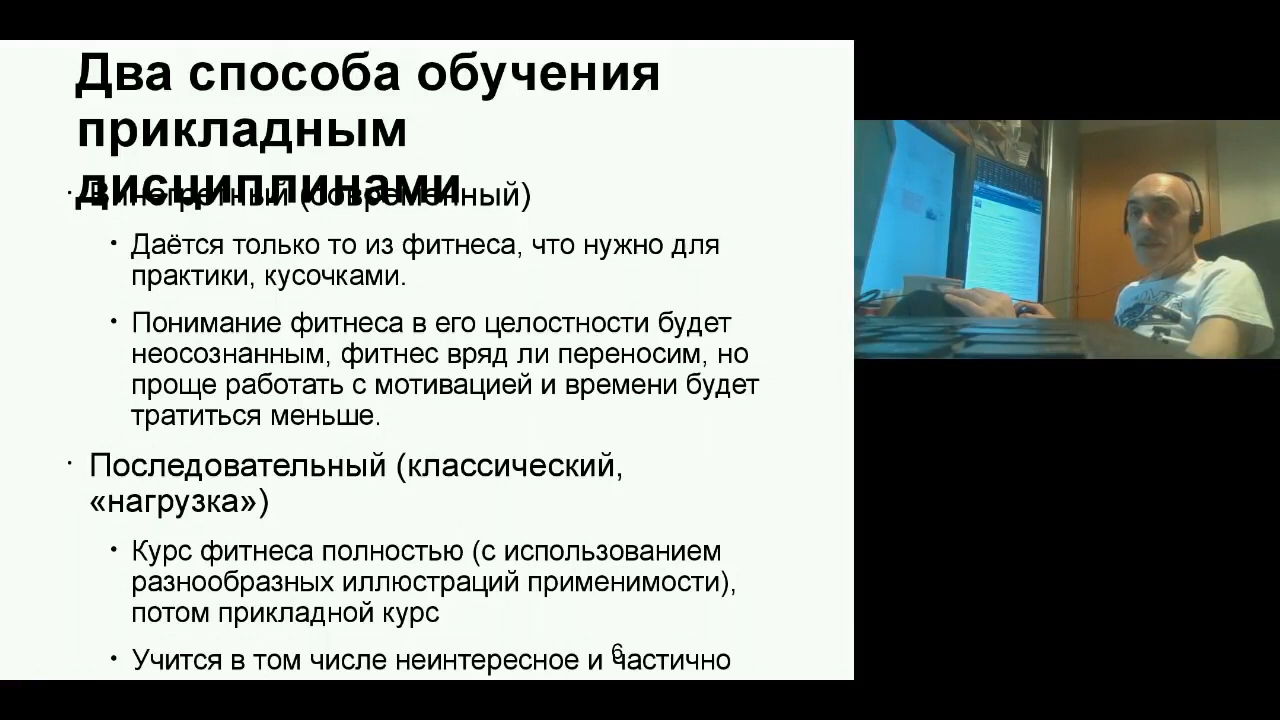 Два способа обучения
прикладным
дисциплинами
· Винегретный (современный)
• Даётся только то из фитнеса, что нужно для
практики, кусочками.
• Понимание фитнеса в его целостности будет
неосознанным, фитнес вряд ли переносим, но
проще работать с мотивацией и времени будет
тратиться меньше.
· Последовательный (классический,
«нагрузка»)
• Курс фитнеса полностью (с использованием
разнообразных иллюстраций применимости),
потом прикладной курс
• Учится в том числе неинтересное и частично
6